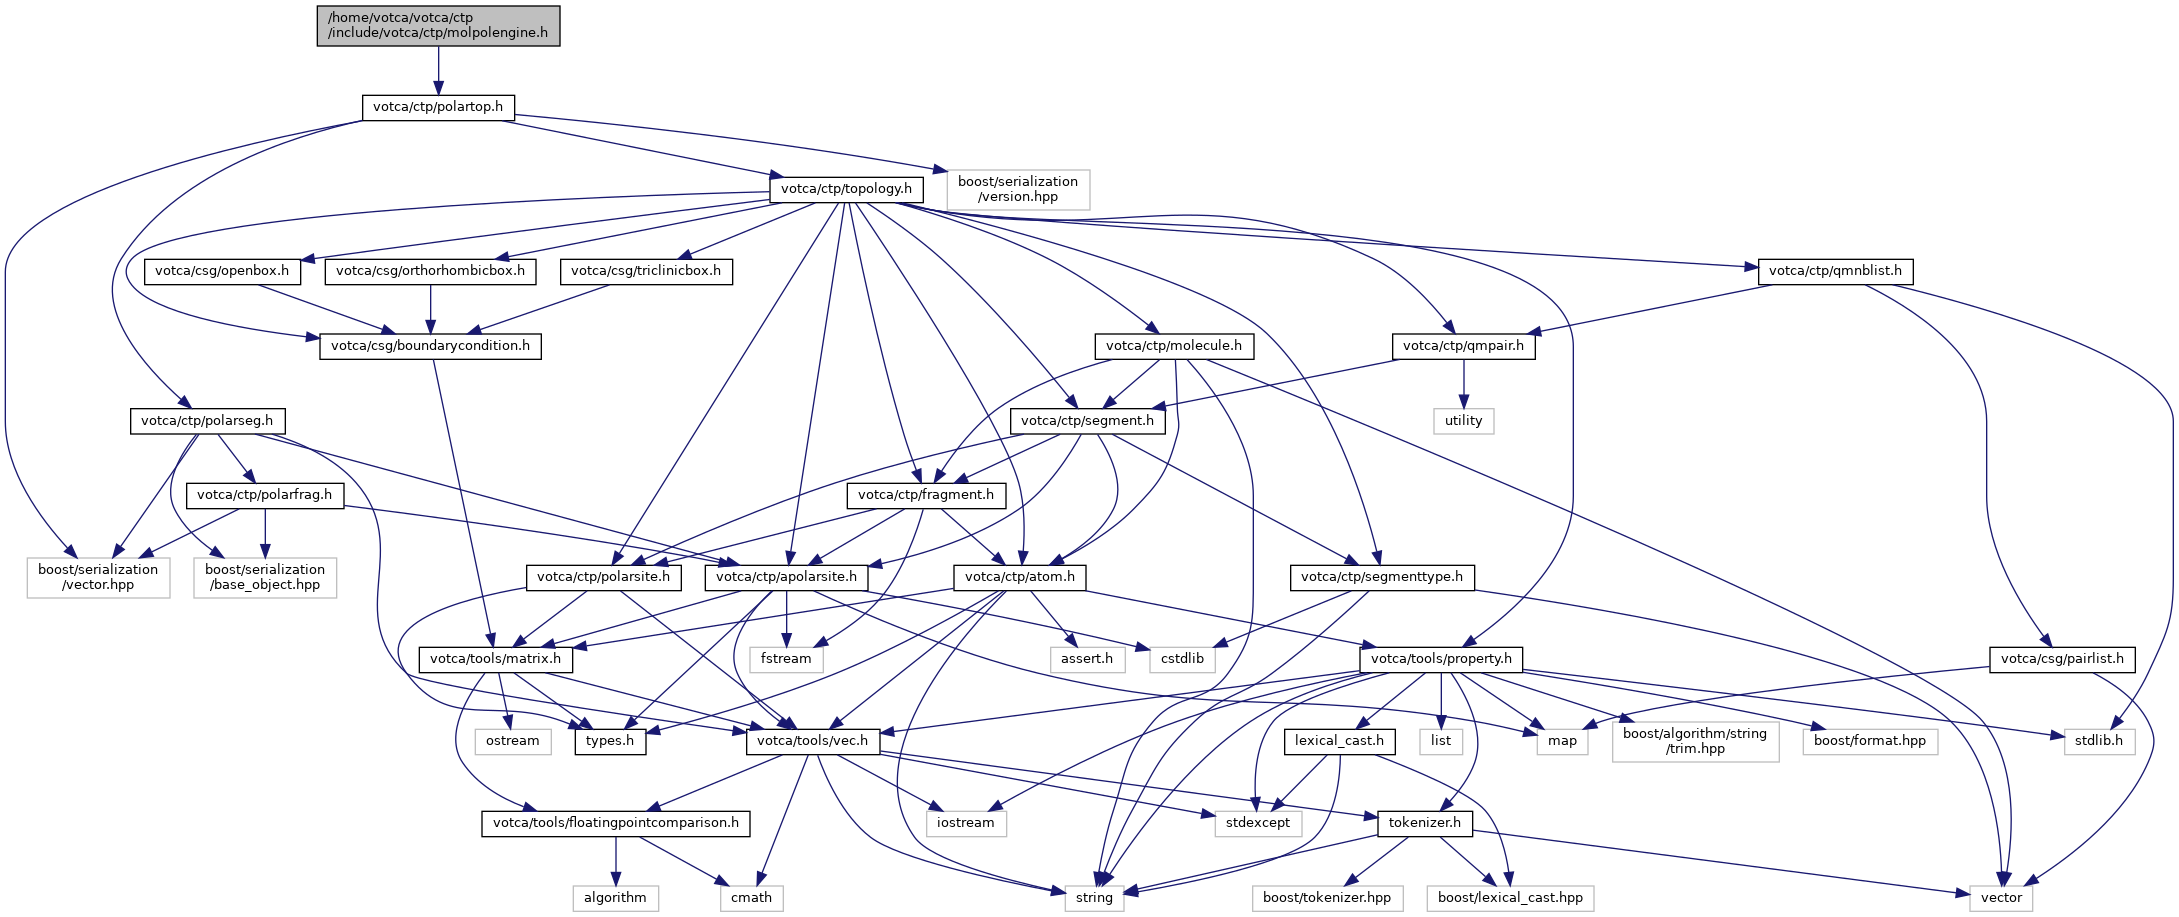 /home/votca/votca/ctp
/include/votca/ctp/molpolengine.h
votca/ctp/polartop.h
votca/ctp/topology.h
boost/serialization
/version.hpp
votca/csg/openbox.h
votca/csg/orthorhombicbox.h
votca/csg/triclinicbox.h
votca/ctp/qmnblist.h
votca/csg/boundarycondition.h
votca/ctp/molecule.h
votca/ctp/qmpair.h
votca/ctp/polarseg.h
votca/ctp/segment.h
utility
votca/ctp/polarfrag.h
votca/ctp/fragment.h
boost/serialization
/vector.hpp
boost/serialization
/base_object.hpp
votca/ctp/polarsite.h
votca/ctp/apolarsite.h
votca/ctp/atom.h
votca/ctp/segmenttype.h
votca/tools/matrix.h
fstream
assert.h
cstdlib
votca/tools/property.h
votca/csg/pairlist.h
ostream
types.h
votca/tools/vec.h
lexical_cast.h
list
map
boost/algorithm/string
/trim.hpp
boost/format.hpp
stdlib.h
votca/tools/floatingpointcomparison.h
iostream
stdexcept
tokenizer.h
algorithm
cmath
string
boost/tokenizer.hpp
boost/lexical_cast.hpp
vector